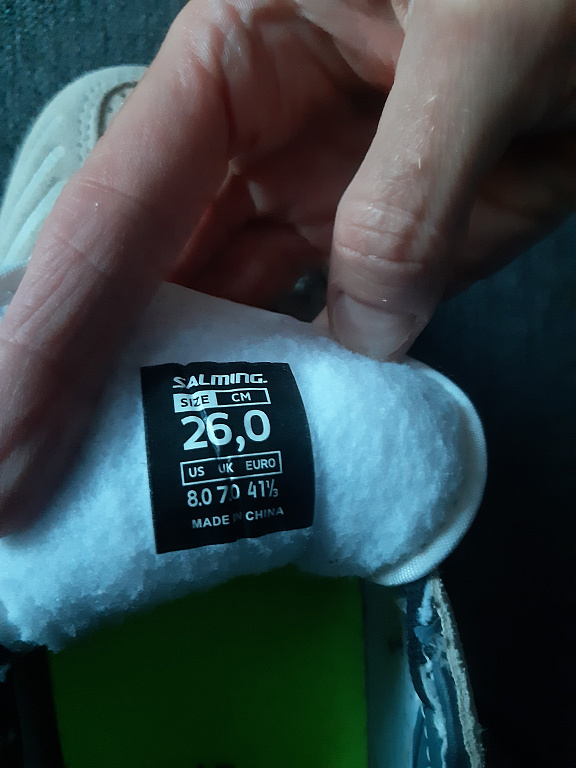 SALMING.
SIZE CM
26,0
US UK EURO
8.0 7.0 41⅓
MADE IN CHINA